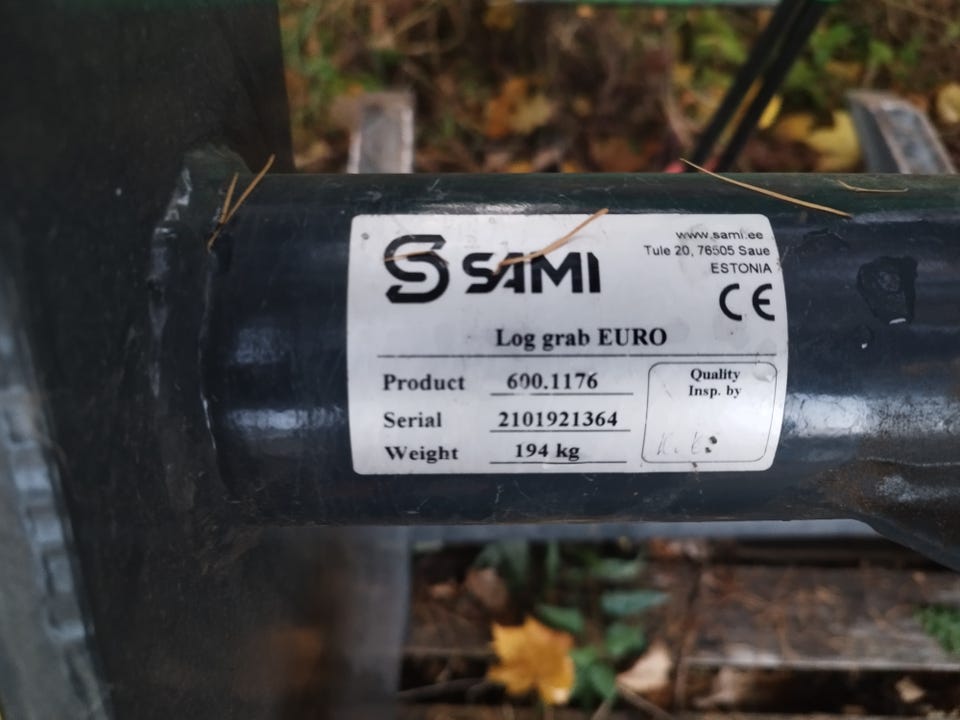 SAMI
www.sami.ee
Tule 20, 76505 Saue
ESTONIA
CE
Log grab EURO
Product 600.1176
Serial 2101921364
Weight 194 kg
Quality
Insp. by